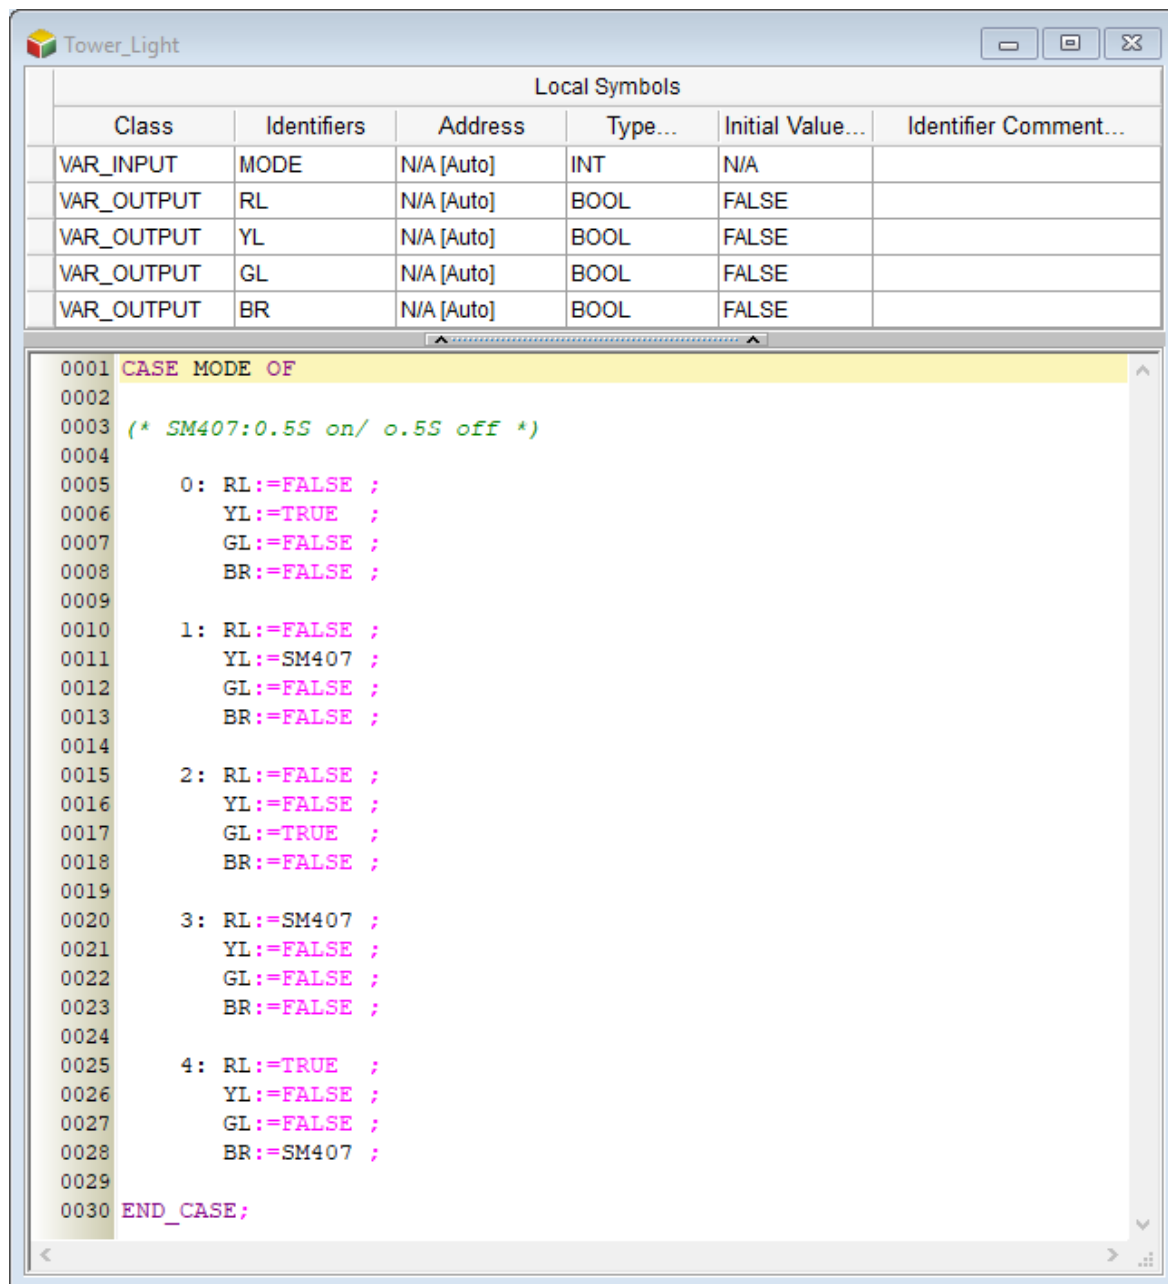 Tower_Light
Local Symbols
Class Identifiers Address Type... Initial Value... Identifier Comment...
VAR_INPUT MODE N/A [Auto] INT N/A
VAR_OUTPUT RL N/A [Auto] BOOL FALSE
VAR_OUTPUT YL N/A [Auto] BOOL FALSE
VAR_OUTPUT GL N/A [Auto] BOOL FALSE
VAR_OUTPUT BR N/A [Auto] BOOL FALSE
0001 CASE MODE OF
0002
0003 (* SM407:0.5S on/ o.5S off *)
0004
0005 0: RL:=FALSE ;
0006 YL:=TRUE ;
0007 GL:=FALSE ;
0008 BR:=FALSE ;
0009
0010 1: RL:=FALSE ;
0011 YL:=SM407 ;
0012 GL:=FALSE ;
0013 BR:=FALSE ;
0014
0015 2: RL:=FALSE ;
0016 YL:=FALSE ;
0017 GL:=TRUE ;
0018 BR:=FALSE ;
0019
0020 3: RL:=SM407 ;
0021 YL:=FALSE ;
0022 GL:=FALSE ;
0023 BR:=FALSE ;
0024
0025 4: RL:=TRUE ;
0026 YL:=FALSE ;
0027 GL:=FALSE ;
0028 BR:=SM407 ;
0029
0030 END_CASE;